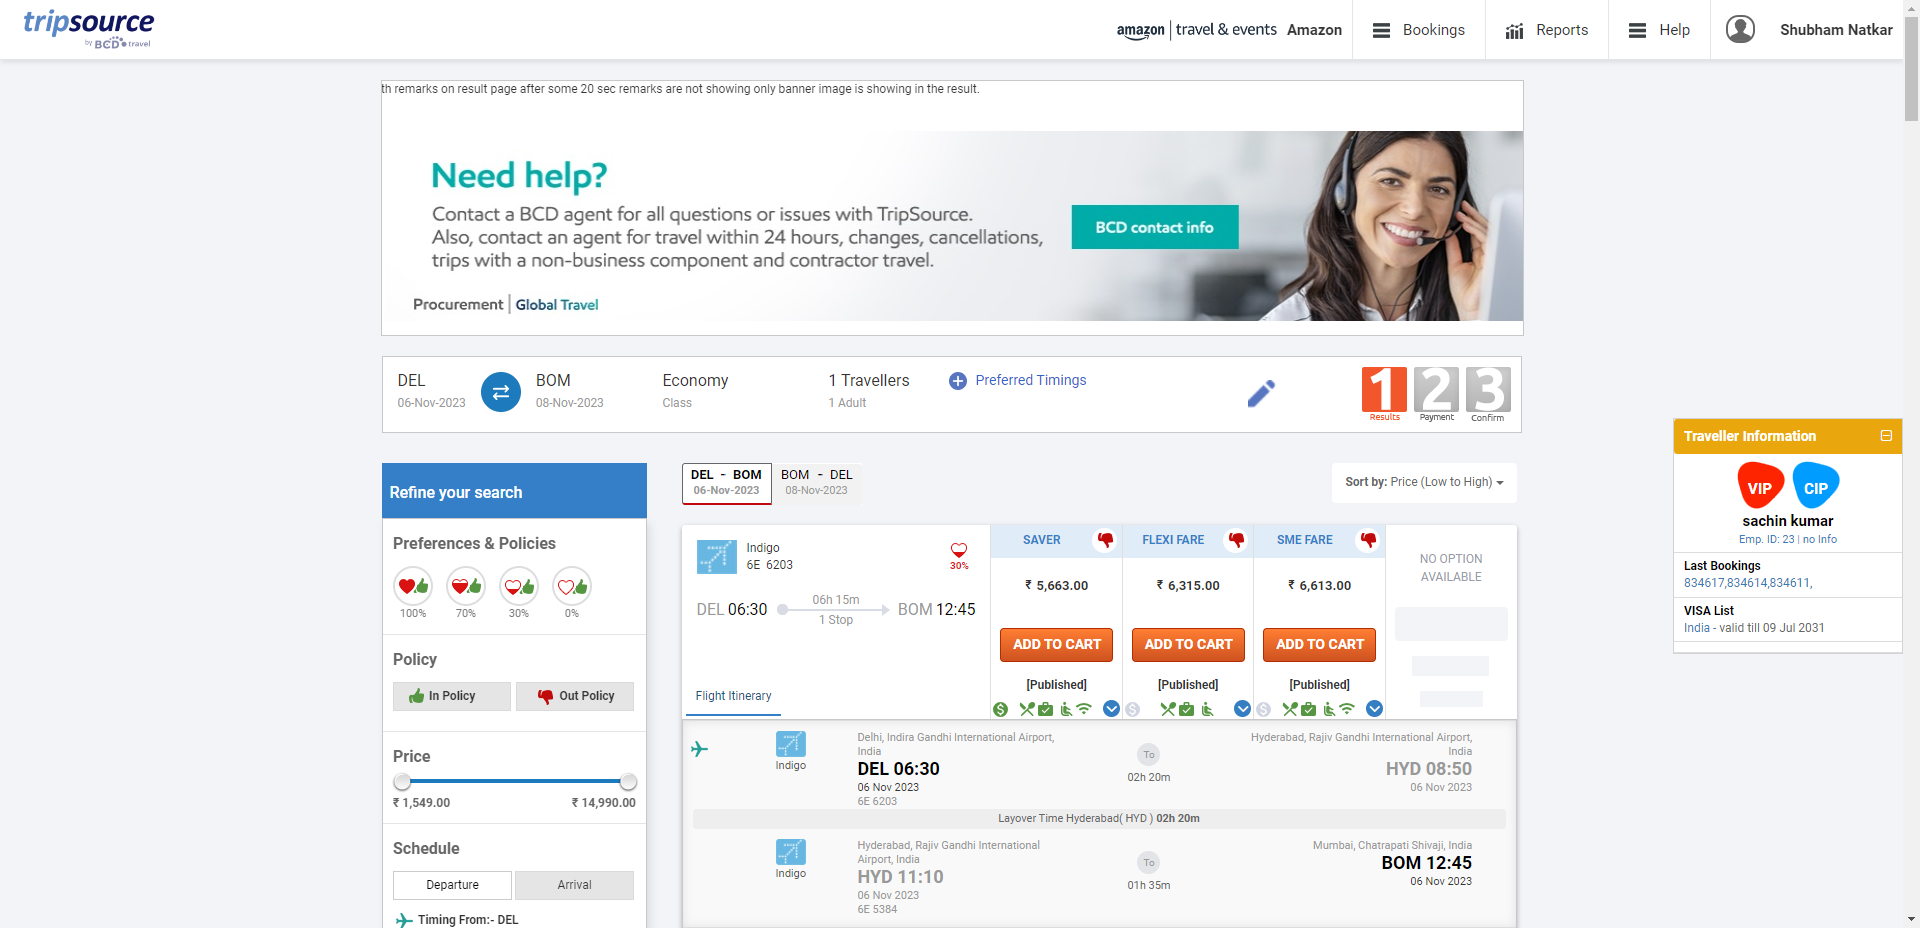 tripsource
by BCD travel
amazon | travel & events Amazon
Bookings
Reports
Help
Shubham Natkar
th remarks on result page after some 20 sec remarks are not showing only banner image is showing in the result.
Need help?
Contact a BCD agent for all questions or issues with TripSource.
Also, contact an agent for travel within 24 hours, changes, cancellations,
trips with a non-business component and contractor travel.
BCD contact info
Procurement | Global Travel
DEL
06-Nov-2023
BOM
08-Nov-2023
Economy
Class
1 Travellers
1 Adult
Preferred Timings
1
Results
2
Payment
3
Confirm
Traveller Information
VIP CIP
sachin kumar
Emp. ID: 23 | no Info
Last Bookings
834617,834614,834611,
VISA List
India - valid till 09 Jul 2031
Refine your search
Preferences & Policies
100% 70% 30% 0%
Policy
In Policy Out Policy
Price
₹ 1,549.00 ₹ 14,990.00
Schedule
Departure Arrival
Timing From:- DEL
DEL - BOM
06-Nov-2023
BOM - DEL
08-Nov-2023
Sort by: Price (Low to High)
Indigo
6E 6203
30%
DEL 06:30
06h 15m
1 Stop
BOM 12:45
Flight Itinerary
SAVER
₹ 5,663.00
ADD TO CART
[Published]
FLEXI FARE
₹ 6,315.00
ADD TO CART
[Published]
SME FARE
₹ 6,613.00
ADD TO CART
[Published]
NO OPTION
AVAILABLE
Indigo
Delhi, Indira Gandhi International Airport,
India
DEL 06:30
06 Nov 2023
6E 6203
To
02h 20m
Hyderabad, Rajiv Gandhi International Airport,
India
HYD 08:50
06 Nov 2023
Layover Time Hyderabad( HYD ) 02h 20m
Indigo
Hyderabad, Rajiv Gandhi International
Airport, India
HYD 11:10
06 Nov 2023
6E 5384
To
01h 35m
Mumbai, Chatrapati Shivaji, India
BOM 12:45
06 Nov 2023